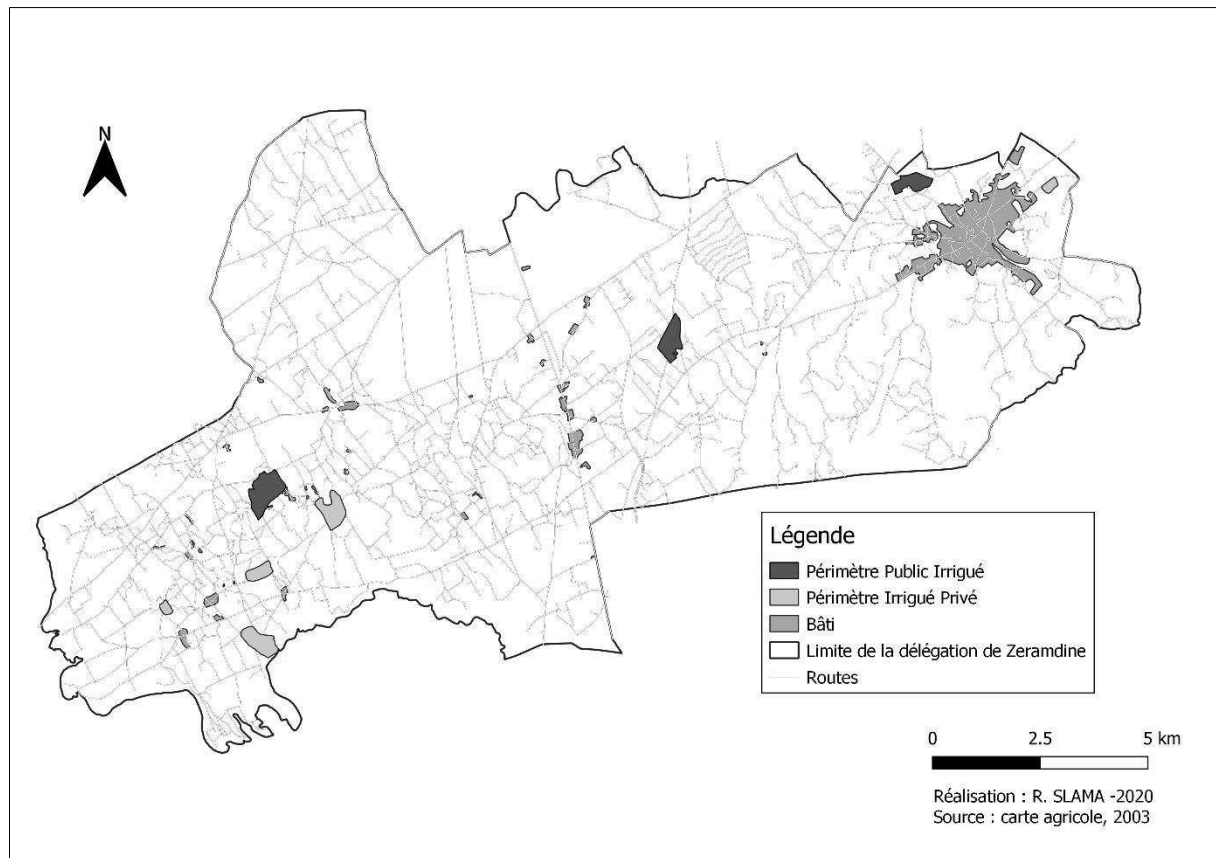 N
Légende
Périmètre Public Irrigué
Périmètre Irrigué Privé
Bâti
Limite de la délégation de Zeramdine
Routes
0 2.5 5 km
Réalisation : R. SLAMA -2020
Source : carte agricole, 2003